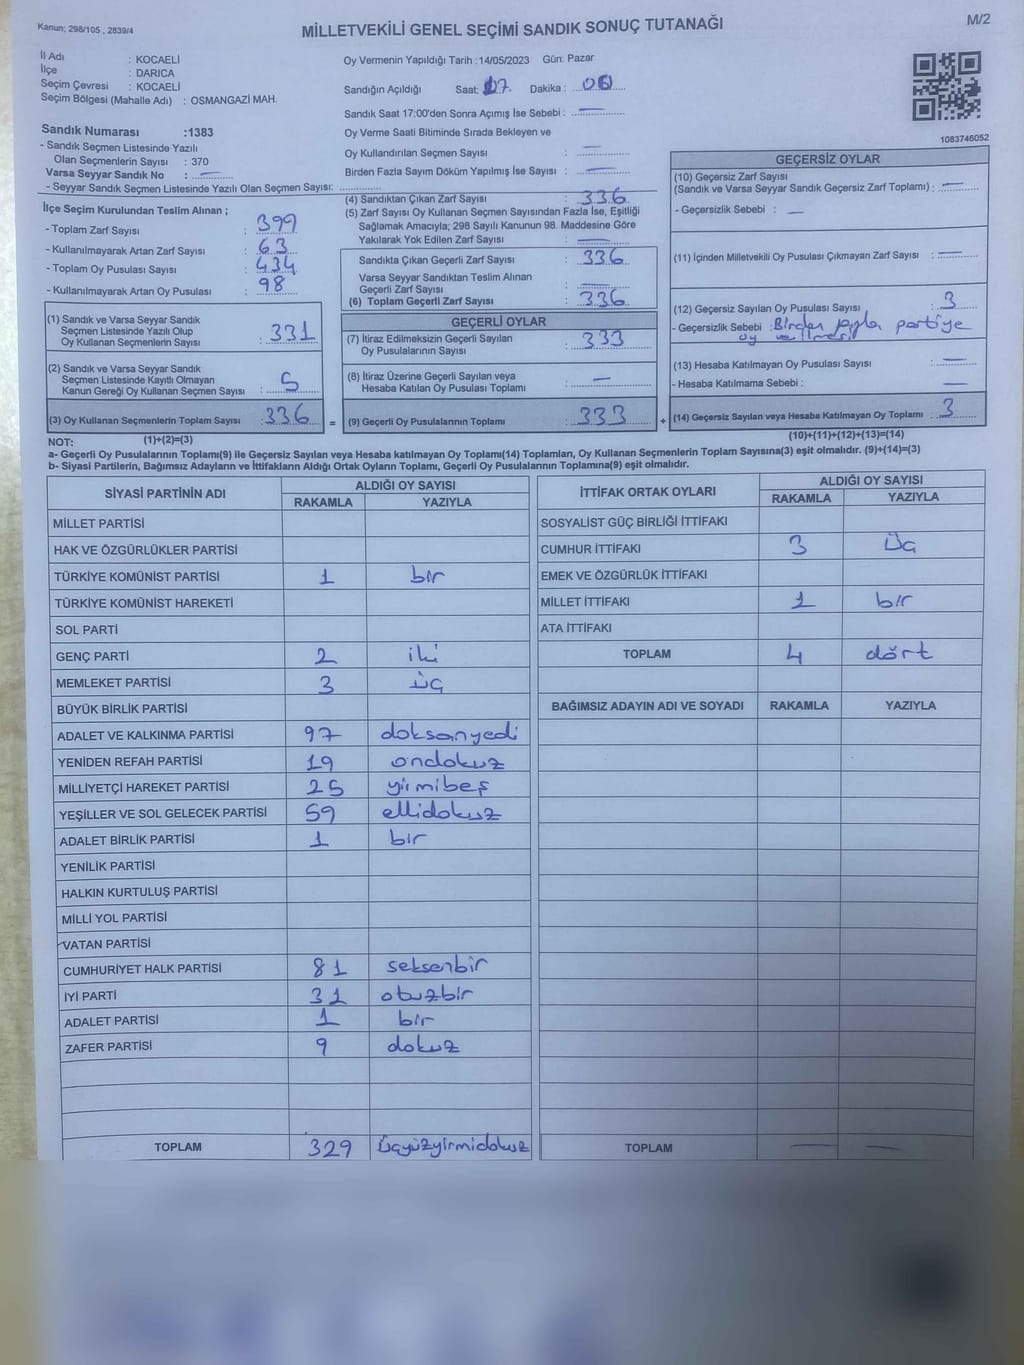 Kanun; 298/105 , 2839/4
MİLLETVEKİLİ GENEL SEÇİMİ SANDIK SONUÇ TUTANAĞI
M/2
İl Adı : KOCAELİ
İlçe : DARICA
Seçim Çevresi : KOCAELİ
Seçim Bölgesi (Mahalle Adı) : OSMANGAZİ MAH.
Sandık Numarası :1383
- Sandık Seçmen Listesinde Yazılı
Olan Seçmenlerin Sayısı : 370
Varsa Seyyar Sandık No : —
- Seyyar Sandık Seçmen Listesinde Yazılı Olan Seçmen Sayısı: ..............
Oy Vermenin Yapıldığı Tarih :14/05/2023 Gün: Pazar
Sandığın Açıldığı Saat: 17. Dakika : 00
Sandık Saat 17:00'den Sonra Açımış İse Sebebi : —
Oy Verme Saati Bitiminde Sırada Bekleyen ve
Oy Kullandırılan Seçmen Sayısı : —
Birden Fazla Sayım Döküm Yapılmış İse Sayısı : —
1083746052
İlçe Seçim Kurulundan Teslim Alınan ;
- Toplam Zarf Sayısı : 399
- Kullanılmayarak Artan Zarf Sayısı : 63
- Toplam Oy Pusulası Sayısı : 434
- Kullanılmayarak Artan Oy Pusulası : 98
(1) Sandık ve Varsa Seyyar Sandık
Seçmen Listesinde Yazılı Olup
Oy Kullanan Seçmenlerin Sayısı : 331
(2) Sandık ve Varsa Seyyar Sandık
Seçmen Listesinde Kayıtlı Olmayan
Kanun Gereği Oy Kullanan Seçmen Sayısı : 5
(3) Oy Kullanan Seçmenlerin Toplam Sayısı : 336 =
(4) Sandıktan Çıkan Zarf Sayısı : 336
(5) Zarf Sayısı Oy Kullanan Seçmen Sayısından Fazla İse, Eşitliği
Sağlamak Amacıyla; 298 Sayılı Kanunun 98. Maddesine Göre
Yakılarak Yok Edilen Zarf Sayısı : —
Sandıkta Çıkan Geçerli Zarf Sayısı : 336
Varsa Seyyar Sandıktan Teslim Alınan
Geçerli Zarf Sayısı : —
(6) Toplam Geçerli Zarf Sayısı : 336
GEÇERLİ OYLAR
(7) İtiraz Edilmeksizin Geçerli Sayılan
Oy Pusulalarının Sayısı : 333
(8) İtiraz Üzerine Geçerli Sayılan veya
Hesaba Katılan Oy Pusulası Toplamı : —
(9) Geçerli Oy Pusulalarının Toplamı : 333 +
GEÇERSİZ OYLAR
(10) Geçersiz Zarf Sayısı
(Sandık ve Varsa Seyyar Sandık Geçersiz Zarf Toplamı) : —
- Geçersizlik Sebebi : —
(11) İçinden Milletvekili Oy Pusulası Çıkmayan Zarf Sayısı : —
(12) Geçersiz Sayılan Oy Pusulası Sayısı : 3
- Geçersizlik Sebebi : Birden fazla partiye
oy verilmesi
(13) Hesaba Katılmayan Oy Pusulası Sayısı : —
- Hesaba Katılmama Sebebi : —
(14) Geçersiz Sayılan veya Hesaba Katılmayan Oy Toplamı : 3
NOT: (1)+(2)=(3) (10)+(11)+(12)+(13)=(14)
a- Geçerli Oy Pusulalarının Toplamı(9) ile Geçersiz Sayılan veya Hesaba katılmayan Oy Toplamı(14) Toplamları, Oy Kullanan Seçmenlerin Toplam Sayısına(3) eşit olmalıdır. (9)+(14)=(3)
b- Siyasi Partilerin, Bağımsız Adayların ve İttifakların Aldığı Ortak Oyların Toplamı, Geçerli Oy Pusulalarının Toplamına(9) eşit olmalıdır.
SİYASİ PARTİNİN ADI ALDIĞI OY SAYISI
RAKAMLA YAZIYLA
MİLLET PARTİSİ
HAK VE ÖZGÜRLÜKLER PARTİSİ
TÜRKİYE KOMÜNİST PARTİSİ 1 bir
TÜRKİYE KOMÜNİST HAREKETİ
SOL PARTİ
GENÇ PARTİ 2 iki
MEMLEKET PARTİSİ 3 üç
BÜYÜK BİRLİK PARTİSİ
ADALET VE KALKINMA PARTİSİ 97 doksanyedi
YENİDEN REFAH PARTİSİ 19 ondokuz
MİLLİYETÇİ HAREKET PARTİSİ 25 yirmibeş
YEŞİLLER VE SOL GELECEK PARTİSİ 59 ellidokuz
ADALET BİRLİK PARTİSİ 1 bir
YENİLİK PARTİSİ
HALKIN KURTULUŞ PARTİSİ
MİLLİ YOL PARTİSİ
VATAN PARTİSİ
CUMHURİYET HALK PARTİSİ 81 seksenbir
İYİ PARTİ 31 otuzbir
ADALET PARTİSİ 1 bir
ZAFER PARTİSİ 9 dokuz
TOPLAM 329 üçyüzyirmidokuz
İTTİFAK ORTAK OYLARI ALDIĞI OY SAYISI
RAKAMLA YAZIYLA
SOSYALİST GÜÇ BİRLİĞİ İTTİFAKI
CUMHUR İTTİFAKI 3 Üç
EMEK VE ÖZGÜRLÜK İTTİFAKI
MİLLET İTTİFAKI 1 bir
ATA İTTİFAKI
TOPLAM 4 dört
BAĞIMSIZ ADAYIN ADI VE SOYADI RAKAMLA YAZIYLA
TOPLAM — —